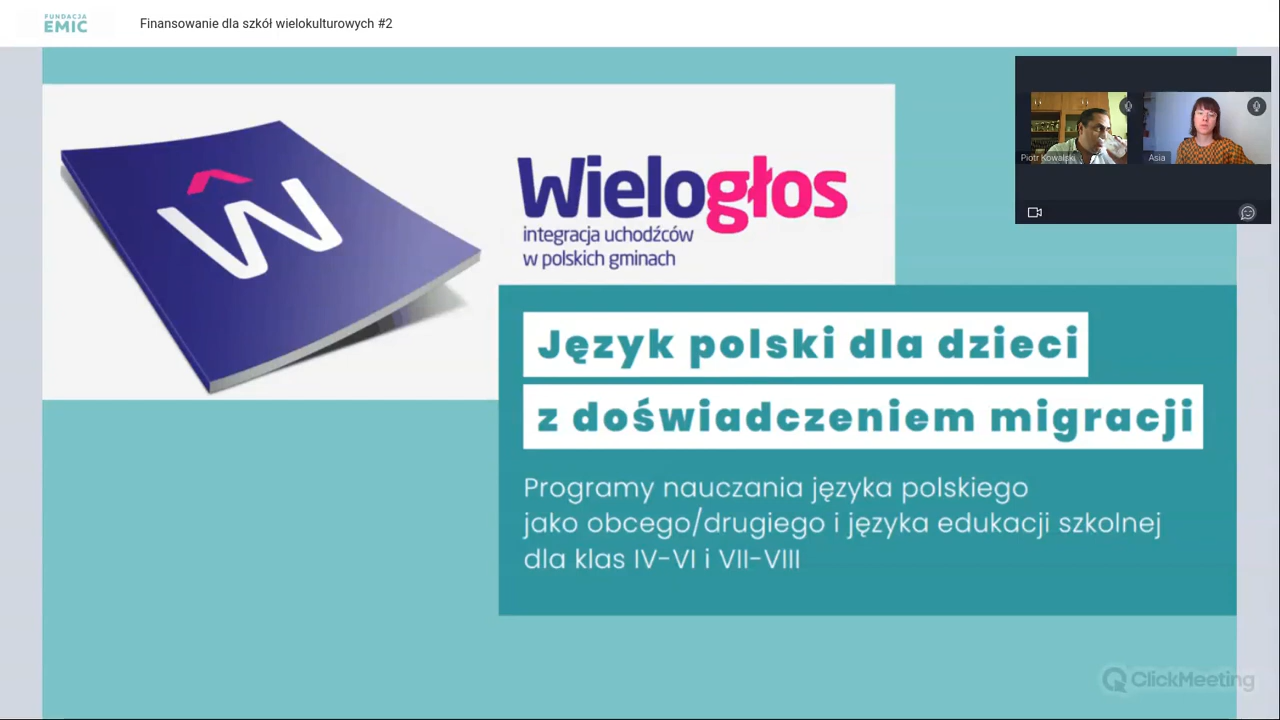 FUNDACJA
EMIC
Finansowanie dla szkół wielokulturowych #2
Piotr Kowalski
Asia
W
Wielogłos
integracja uchodźców
w polskich gminach
Język polski dla dzieci
z doświadczeniem migracji
Programy nauczania języka polskiego
jako obcego/drugiego i języka edukacji szkolnej
dla klas IV-VI i VII-VIII
ClickMeeting